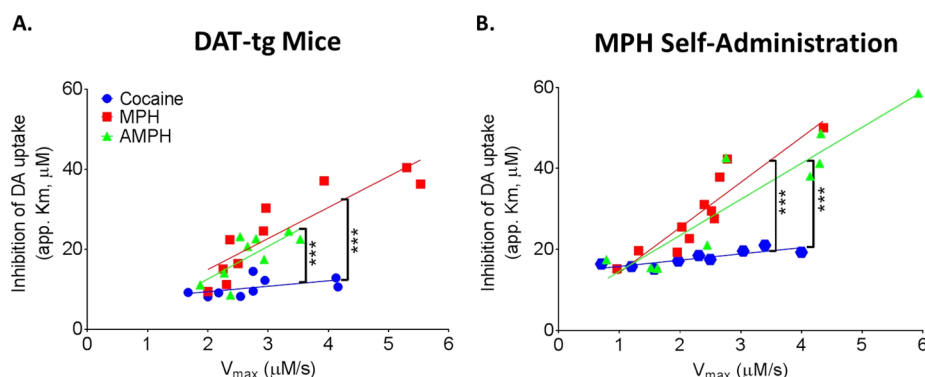 A.
DAT-tg Mice
Inhibition of DA uptake
(app. Km, μM)
60
40
20
0
Cocaine
MPH
AMPH
***
***
0 1 2 3 4 5 6
Vmax (μM/s)
B.
MPH Self-Administration
Inhibition of DA uptake
(app. Km, μM)
60
40
20
0
***
***
0 1 2 3 4 5 6
Vmax (μM/s)